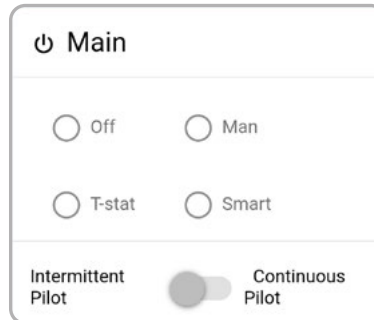 Main
Off Man
T-stat Smart
Intermittent Continuous
Pilot Pilot